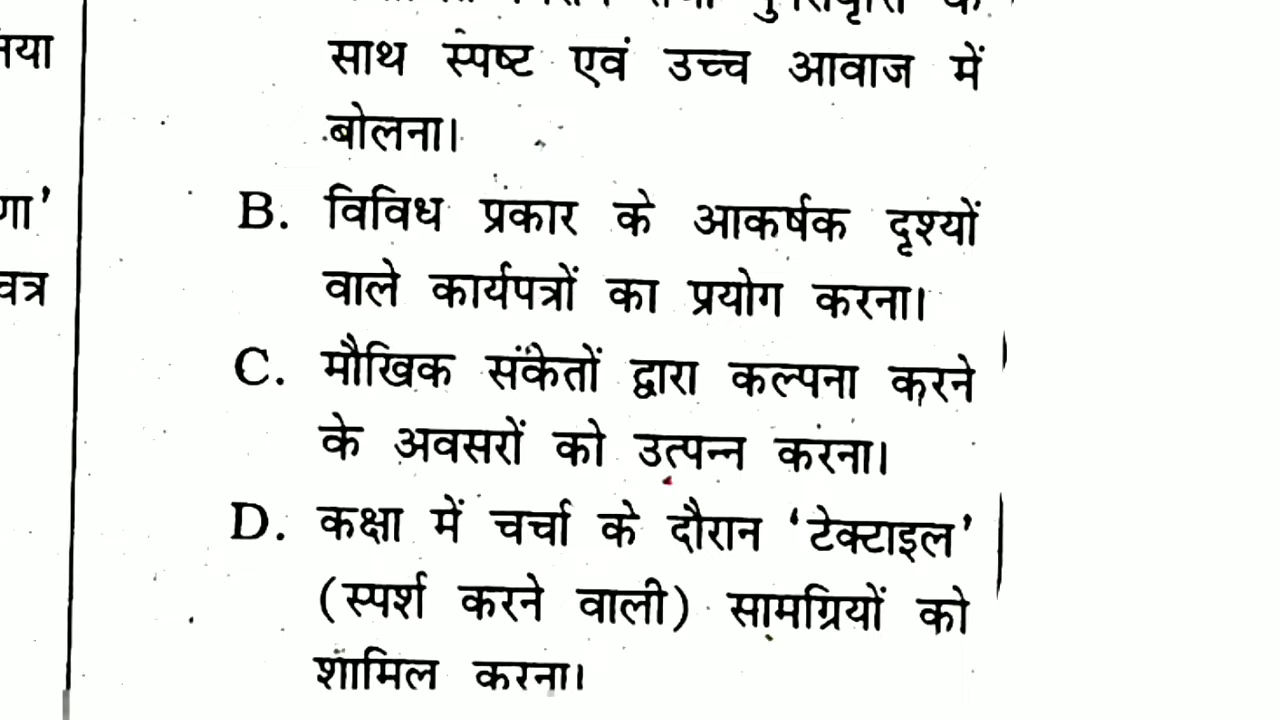 साथ स्पष्ट एवं उच्च आवाज में
बोलना।
B. विविध प्रकार के आकर्षक दृश्यों
वाले कार्यपत्रों का प्रयोग करना।
C. मौखिक संकेतों द्वारा कल्पना करने
के अवसरों को उत्पन्न करना।
D. कक्षा में चर्चा के दौरान ‘टेक्टाइल’
(स्पर्श करने वाली) सामग्रियों को
शामिल करना।